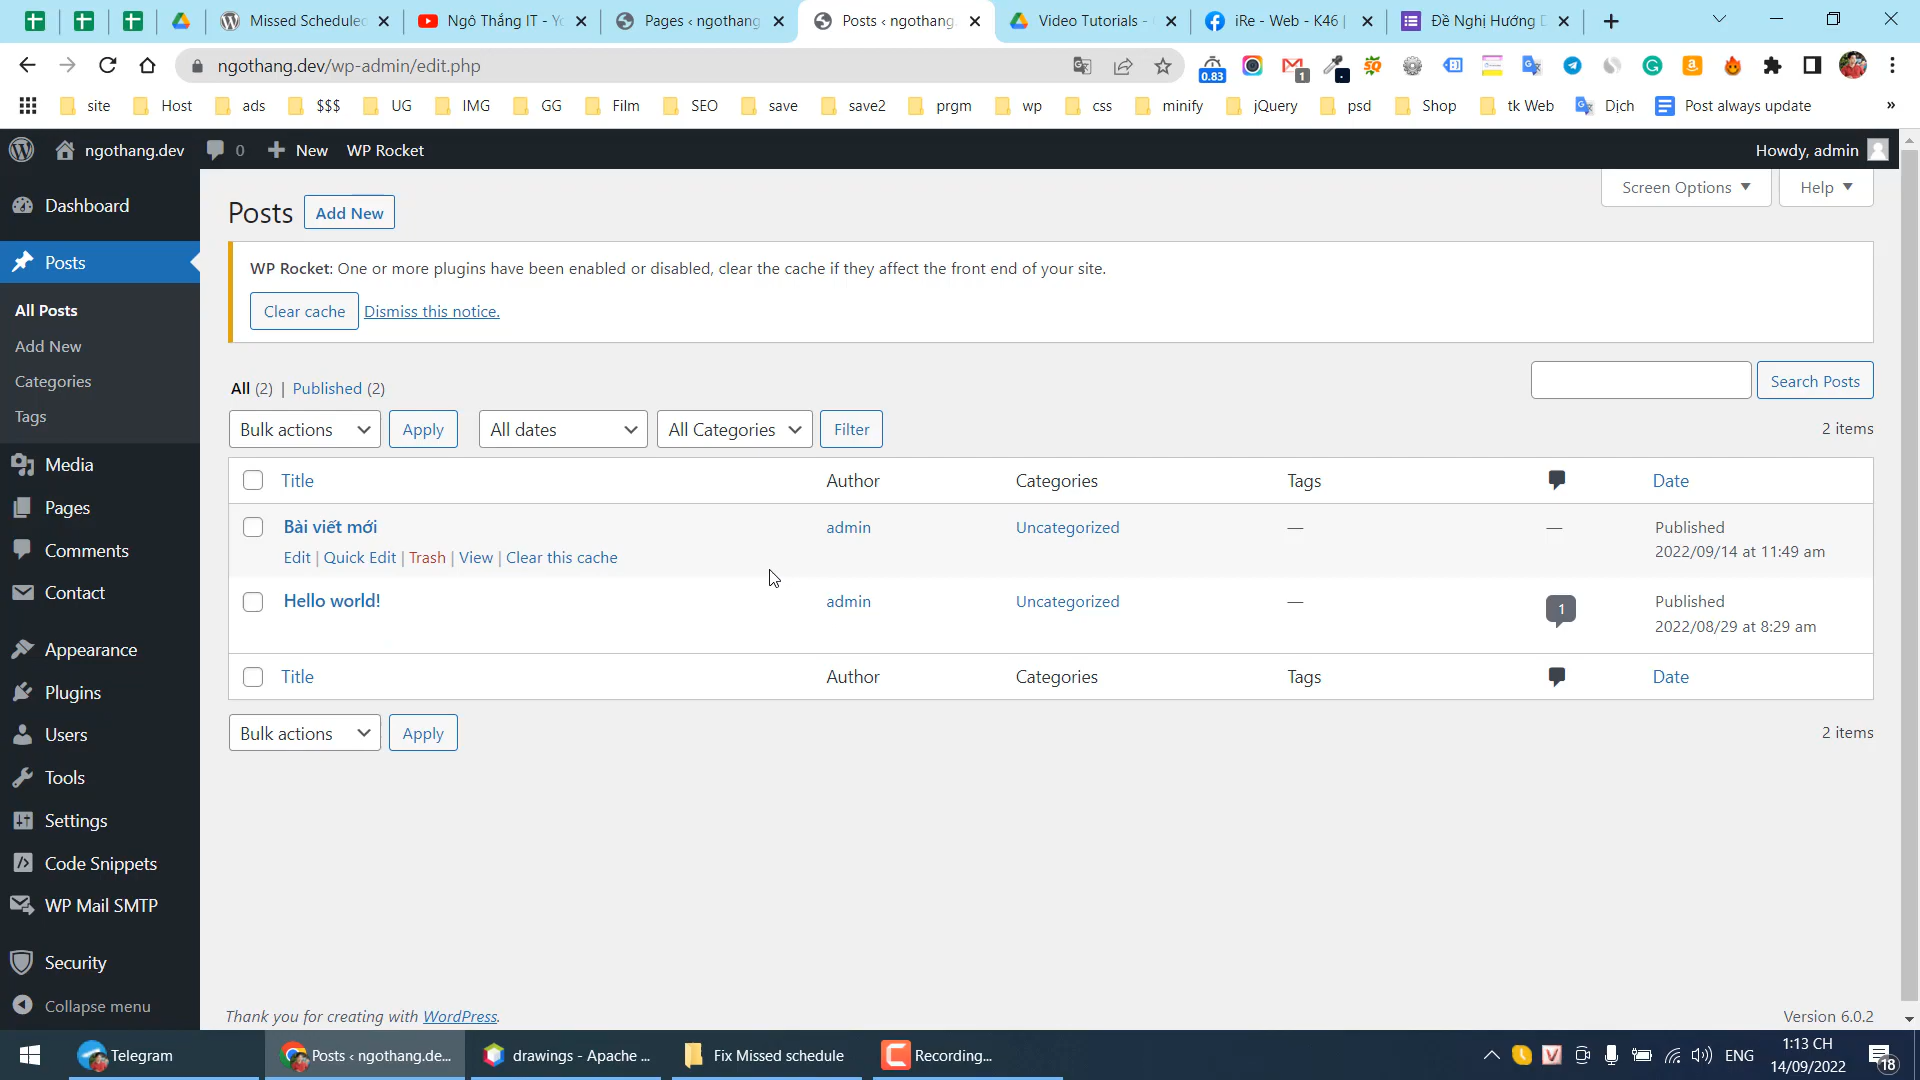 Missed Scheduled
Ngô Thắng IT - Yo
Pages ‹ ngothang
Posts ‹ ngothang.
Video Tutorials -
iRe - Web - K46 |
Đề Nghị Hướng D
ngothang.dev/wp-admin/edit.php
0.83
1
site Host ads $$$ UG IMG GG Film SEO save save2 prgm wp css minify jQuery psd Shop tk Web Dịch Post always update »
ngothang.dev 0 New WP Rocket Howdy, admin
Screen Options Help
Dashboard
Posts
All Posts
Add New
Categories
Tags
Media
Pages
Comments
Contact
Appearance
Plugins
Users
Tools
Settings
Code Snippets
WP Mail SMTP
Security
Collapse menu
Posts Add New
WP Rocket: One or more plugins have been enabled or disabled, clear the cache if they affect the front end of your site.
Clear cache Dismiss this notice.
All (2) | Published (2)
Search Posts
Bulk actions Apply All dates All Categories Filter 2 items
Title Author Categories Tags Date
Bài viết mới admin Uncategorized — — Published
2022/09/14 at 11:49 am
Edit | Quick Edit | Trash | View | Clear this cache
Hello world! admin Uncategorized — 1 Published
2022/08/29 at 8:29 am
Title Author Categories Tags Date
Bulk actions Apply 2 items
Thank you for creating with WordPress. Version 6.0.2
Telegram
Posts ‹ ngothang.de...
drawings - Apache ...
Fix Missed schedule
Recording...
ENG
1:13 CH
14/09/2022
18